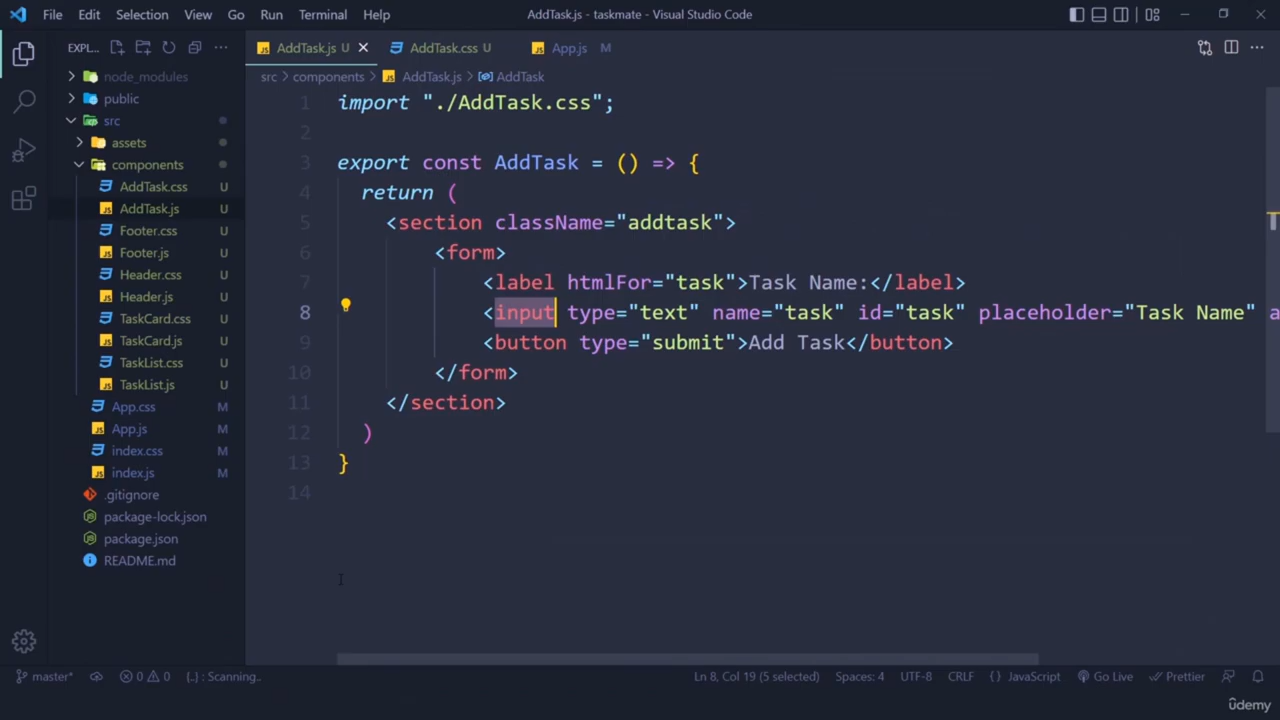 File Edit Selection View Go Run Terminal Help AddTask.js - taskmate - Visual Studio Code
EXPL... AddTask.js U AddTask.css U App.js M
src > components > AddTask.js > AddTask
node_modules
public
src
assets
components
AddTask.css U
AddTask.js U
Footer.css U
Footer.js U
Header.css U
Header.js U
TaskCard.css U
TaskCard.js U
TaskList.css U
TaskList.js U
App.css M
App.js M
index.css M
index.js M
.gitignore
package-lock.json
package.json
README.md
1 import "./AddTask.css";
2
3 export const AddTask = () => {
4 return (
5 <section className="addtask">
6 <form>
7 <label htmlFor="task">Task Name:</label>
8 <input type="text" name="task" id="task" placeholder="Task Name" a
9 <button type="submit">Add Task</button>
10 </form>
11 </section>
12 )
13 }
14
master* 0 0 {..} : Scanning.. Ln 8, Col 19 (5 selected) Spaces: 4 UTF-8 CRLF {} JavaScript Go Live Prettier
ûdemy